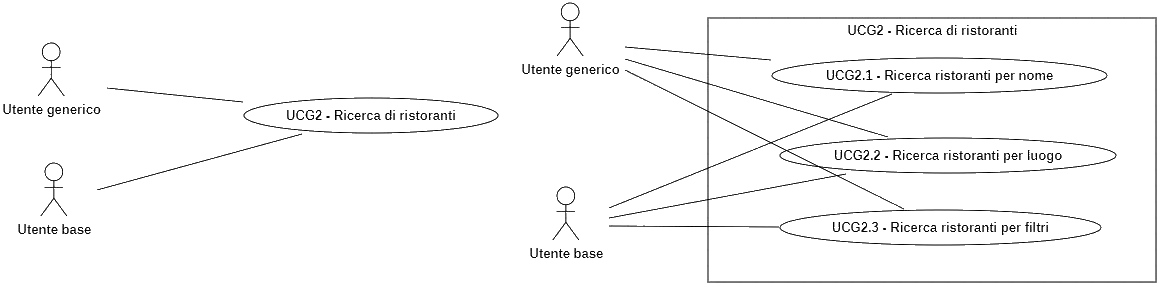 Utente generico
UCG2 - Ricerca di ristoranti
Utente base
UCG2 - Ricerca di ristoranti
Utente generico
UCG2.1 - Ricerca ristoranti per nome
UCG2.2 - Ricerca ristoranti per luogo
UCG2.3 - Ricerca ristoranti per filtri
Utente base